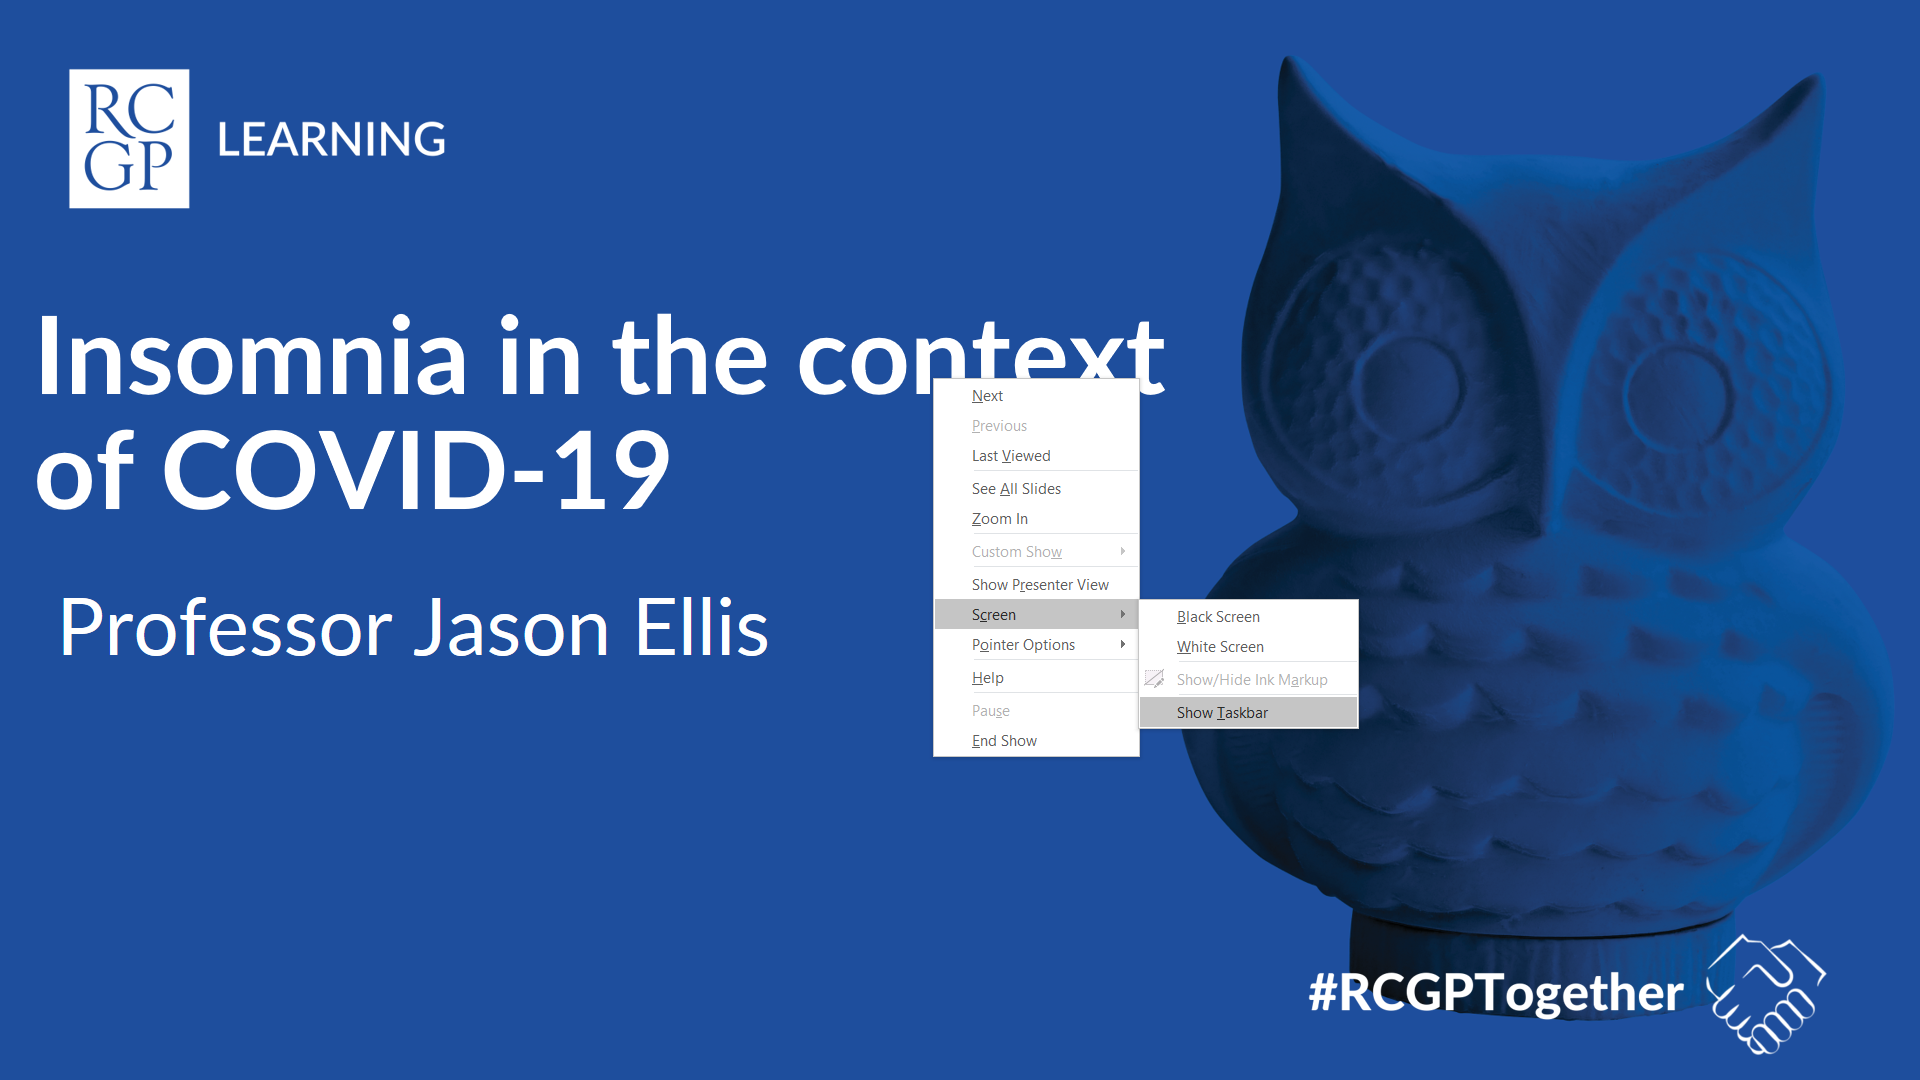 RC
GP
LEARNING
Insomnia in the context
of COVID-19
Professor Jason Ellis
Next
Previous
Last Viewed
See All Slides
Zoom In
Custom Show
Show Presenter View
Screen
Pointer Options
Help
Pause
End Show
Black Screen
White Screen
Show/Hide Ink Markup
Show Taskbar
#RCGPTogether